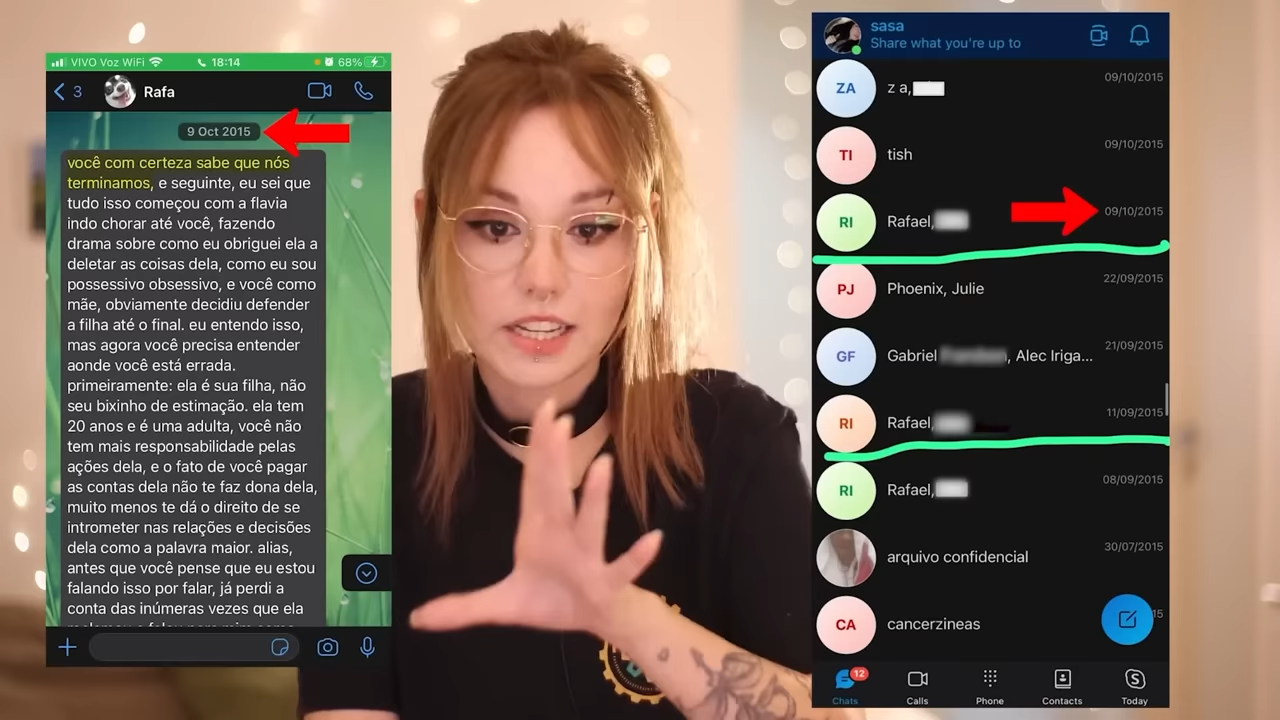 VIVO Voz WiFi 18:14 68%
3 Rafa
9 Oct 2015
você com certeza sabe que nós
terminamos, e seguinte, eu sei que
tudo isso começou com a flavia
indo chorar até você, fazendo
drama sobre como eu obriguei ela a
deletar as coisas dela, como eu sou
possessivo obsessivo, e você como
mãe, obviamente decidiu defender
a filha até o final. eu entendo isso,
mas agora você precisa entender
aonde você está errada.
primeiramente: ela é sua filha, não
seu bixinho de estimação. ela tem
20 anos e é uma adulta, você não
tem mais responsabilidade pelas
ações dela, e o fato de você pagar
as contas dela não te faz dona dela,
muito menos te dá o direito de se
intrometer nas relações e decisões
dela como a palavra maior. alias,
antes que você pense que eu estou
falando isso por falar, já perdi a
conta das inúmeras vezes que ela
sasa
Share what you're up to
ZA z a, 09/10/2015
TI tish 09/10/2015
RI Rafael, 09/10/2015
PJ Phoenix, Julie 22/09/2015
GF Gabriel , Alec Iriga... 21/09/2015
RI Rafael, 11/09/2015
RI Rafael, 08/09/2015
arquivo confidencial 30/07/2015
CA cancerzineas 15
12
Chats Calls Phone Contacts Today